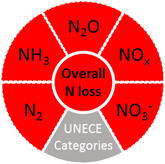 N₂O
NH₃
NOₓ
Overall
N loss
N₂
NO₃⁻
UNECE
Categories